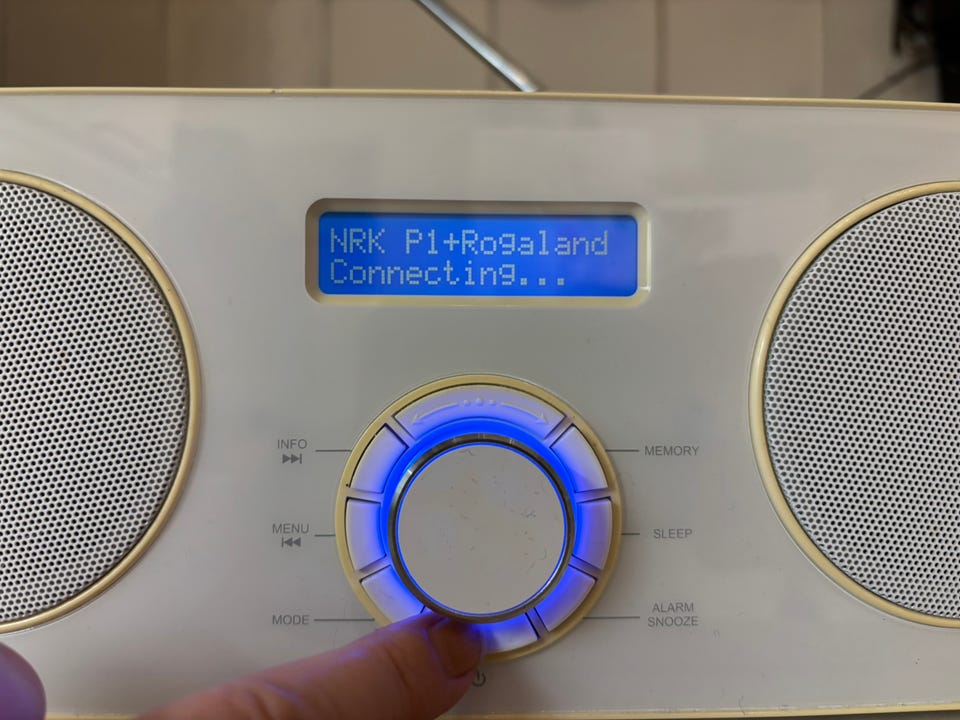 NRK P1+Rogaland
Connecting...
INFO
MEMORY
MENU
SLEEP
MODE
ALARM
SNOOZE